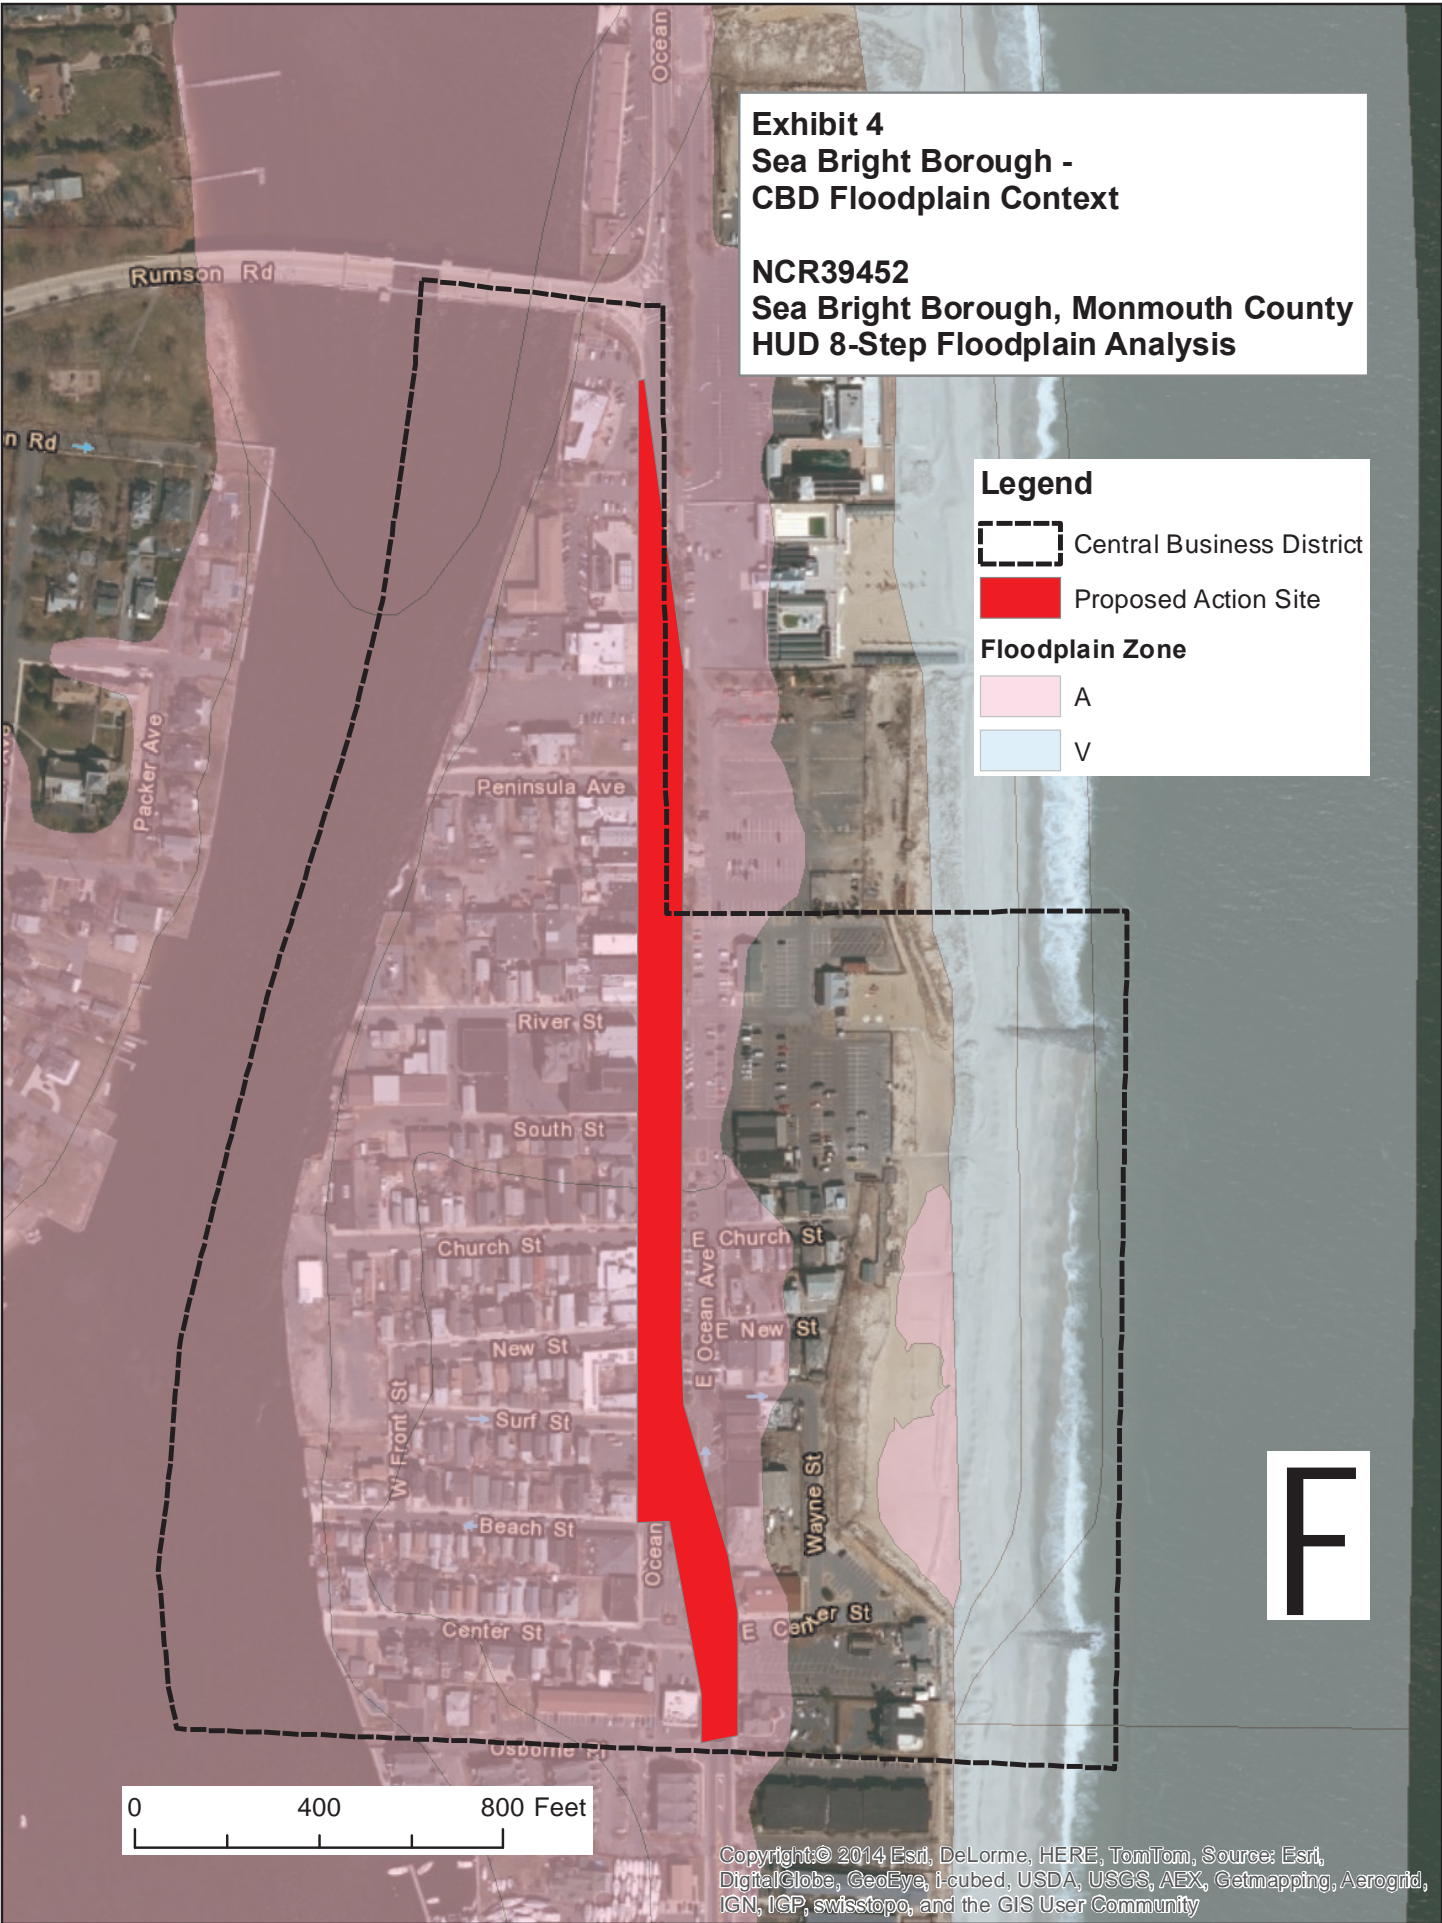 Ocean
Exhibit 4
Sea Bright Borough -
CBD Floodplain Context
NCR39452
Sea Bright Borough, Monmouth County
HUD 8-Step Floodplain Analysis
Rumson Rd
n Rd
Legend
Central Business District
Proposed Action Site
Floodplain Zone
A
V
Packer Ave
Peninsula Ave
River St
South St
Church St
E Church St
E Ocean Ave
New St
E New St
W Front St
Surf St
Wayne St
Beach St
Ocean
Center St
E Center St
Osborne Pl
0 400 800 Feet
F
Copyright:© 2014 Esri, DeLorme, HERE, TomTom, Source: Esri,
DigitalGlobe, GeoEye, i-cubed, USDA, USGS, AEX, Getmapping, Aerogrid,
IGN, IGP, swisstopo, and the GIS User Community